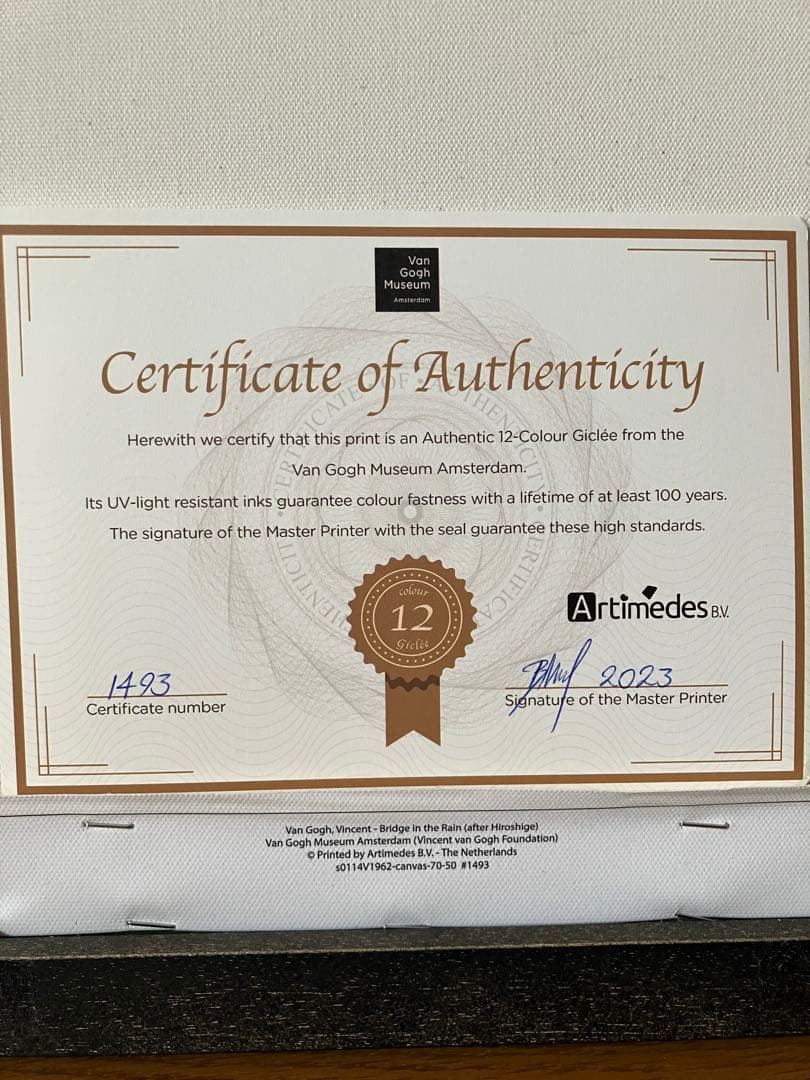 Van
Gogh
Museum
Amsterdam
Certificate of Authenticity
Herewith we certify that this print is an Authentic 12-Colour Giclée from the
Van Gogh Museum Amsterdam.
Its UV-light resistant inks guarantee colour fastness with a lifetime of at least 100 years.
The signature of the Master Printer with the seal guarantee these high standards.
colour
12
Giclée
Artimedes B.V.
1493
Certificate number
2023
Signature of the Master Printer
Van Gogh, Vincent - Bridge in the Rain (after Hiroshige)
Van Gogh Museum Amsterdam (Vincent van Gogh Foundation)
© Printed by Artimedes B.V. - The Netherlands
s0114V1962-canvas-70-50 #1493